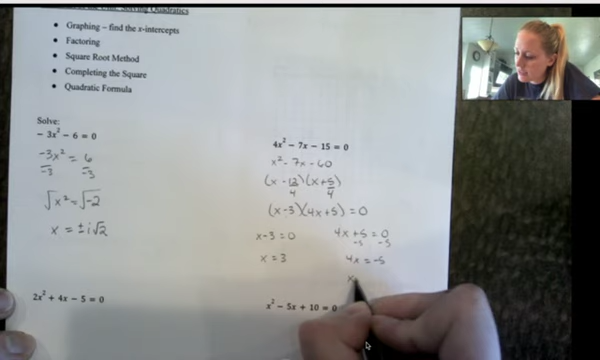 Solving Quadratics
• Graphing – find the x-intercepts
• Factoring
• Square Root Method
• Completing the Square
• Quadratic Formula
Solve:
− 3x² − 6 = 0
-3x² = 6
-3 -3
√x² = √-2
x = ± i√2
4x² − 7x − 15 = 0
x² - 7x - 60
(x - 12/4)(x + 5/4)
(x-3)(4x+5) = 0
x-3 = 0 4x+5 = 0
-5 -5
x = 3 4x = -5
x
2x² + 4x − 5 = 0
x² − 5x + 10 = 0